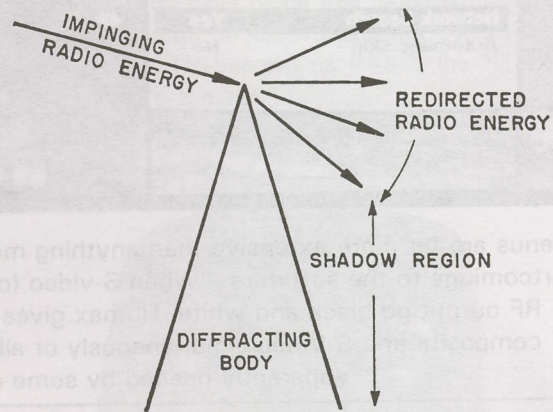 IMPINGING
RADIO ENERGY
REDIRECTED
RADIO ENERGY
SHADOW REGION
DIFFRACTING
BODY